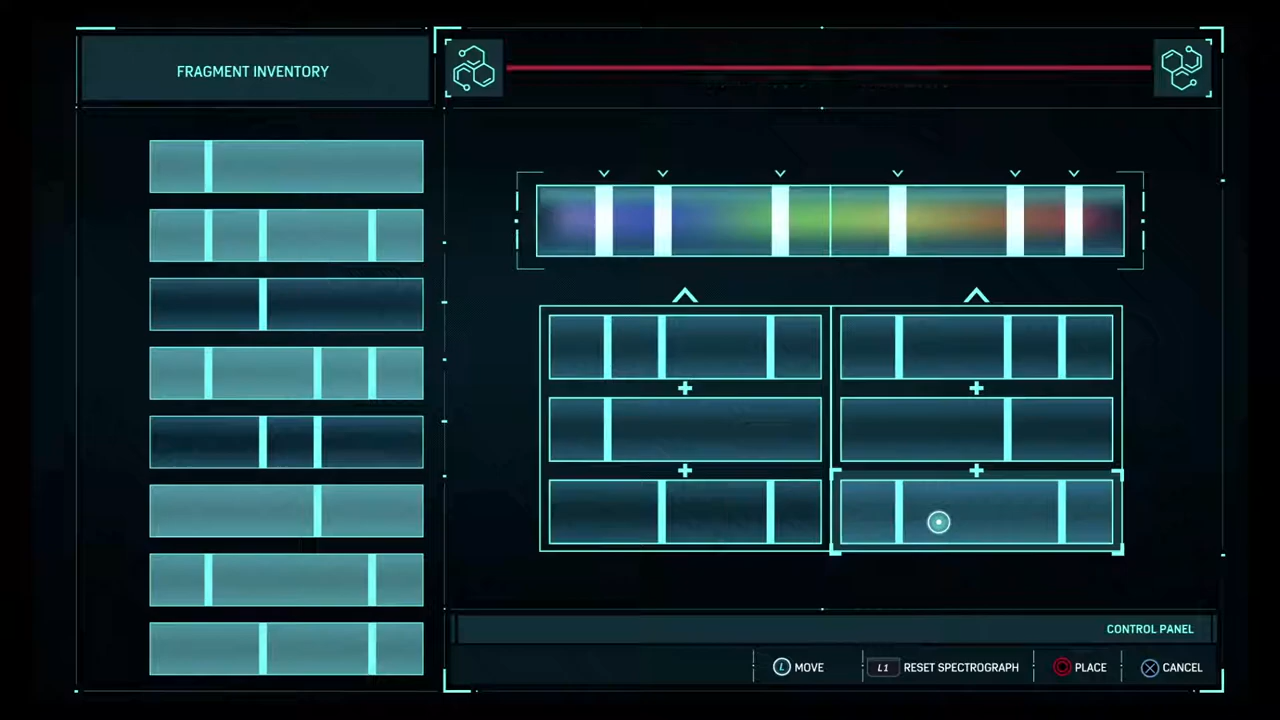 FRAGMENT INVENTORY
CONTROL PANEL
L MOVE
L1 RESET SPECTROGRAPH
PLACE
CANCEL